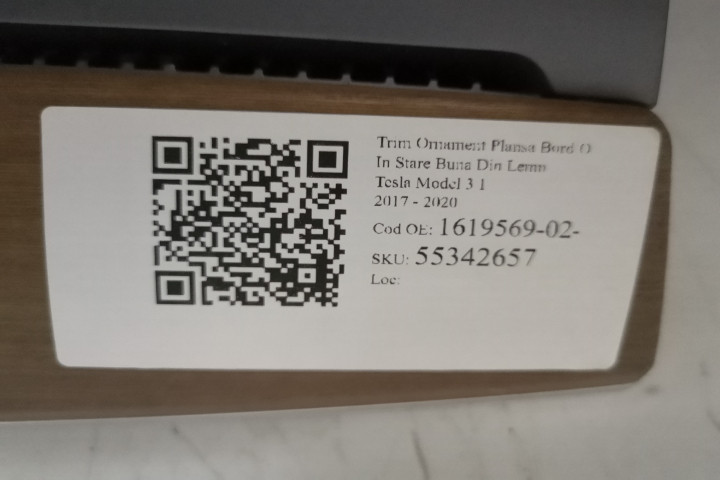 Trim Ornament Plansa Bord O
In Stare Buna Din Lemn
Tesla Model 3 1
2017 - 2020
Cod OE: 1619569-02-
SKU: 55342657
Loc: